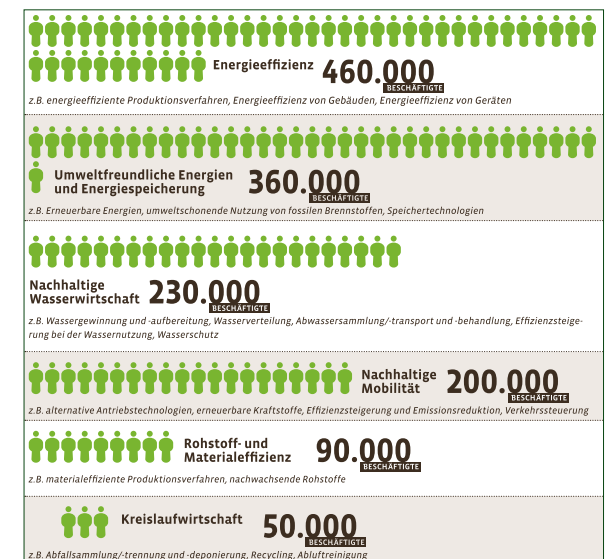 Energieeffizienz 460.000
BESCHÄFTIGTE
z.B. energieeffiziente Produktionsverfahren, Energieeffizienz von Gebäuden, Energieeffizienz von Geräten
Umweltfreundliche Energien
und Energiespeicherung 360.000
BESCHÄFTIGTE
z.B. Erneuerbare Energien, umweltschonende Nutzung von fossilen Brennstoffen, Speichertechnologien
Nachhaltige
Wasserwirtschaft 230.000
BESCHÄFTIGTE
z.B. Wassergewinnung und -aufbereitung, Wasserverteilung, Abwassersammlung/-transport und -behandlung, Effizienzsteige-
rung bei der Wassernutzung, Wasserschutz
Nachhaltige
Mobilität 200.000
BESCHÄFTIGTE
z.B. alternative Antriebstechnologien, erneuerbare Kraftstoffe, Effizienzsteigerung und Emissionsreduktion, Verkehrssteuerung
Rohstoff- und
Materialeffizienz 90.000
BESCHÄFTIGTE
z.B. materialeffiziente Produktionsverfahren, nachwachsende Rohstoffe
Kreislaufwirtschaft 50.000
BESCHÄFTIGTE
z.B. Abfallsammlung/-trennung und -deponierung, Recycling, Abluftreinigung